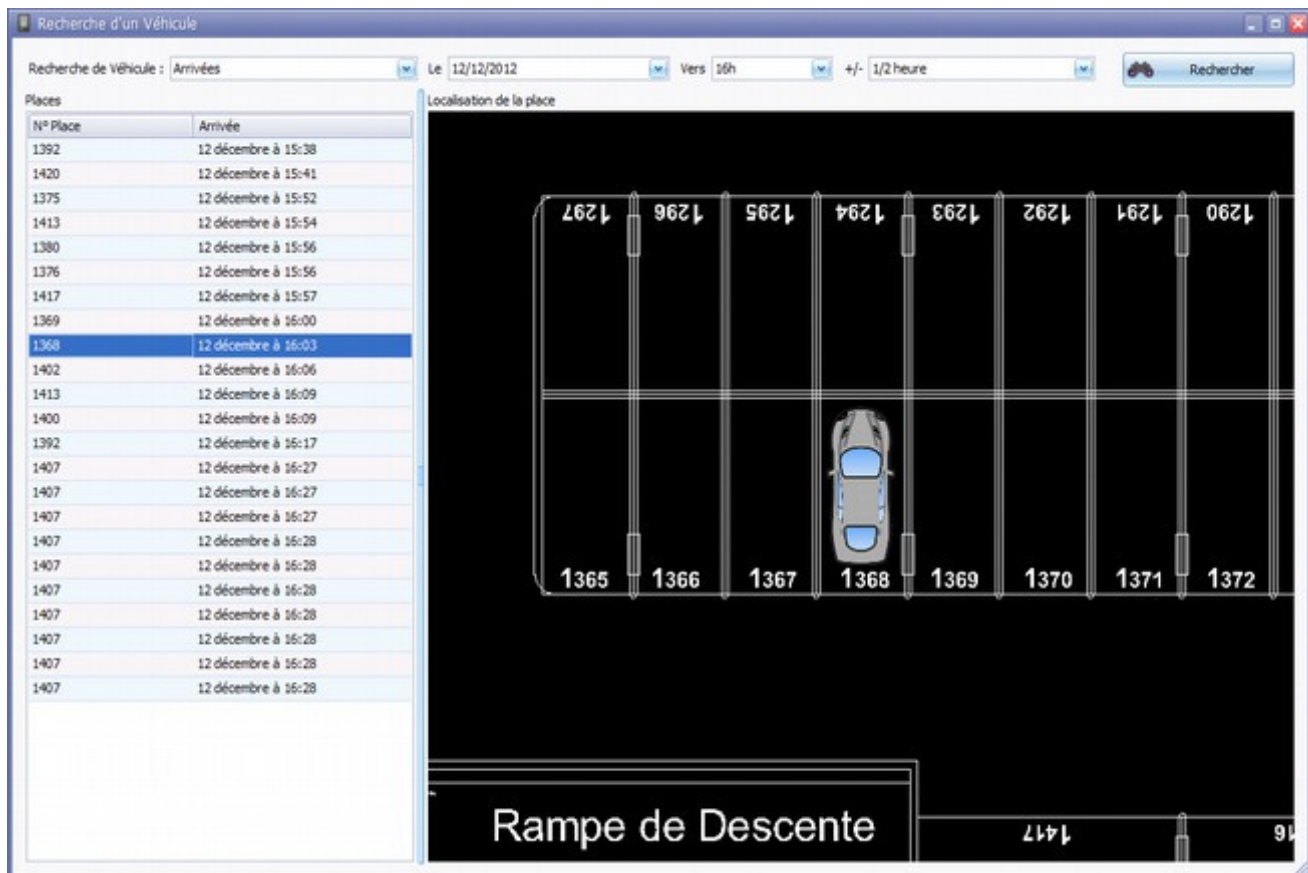 Recherche d'un Véhicule
Recherche de Véhicule : Arrivées Le 12/12/2012 Vers 16h +/- 1/2 heure Rechercher
Places Localisation de la place
N° Place Arrivée
1392 12 décembre à 15:38
1420 12 décembre à 15:41
1375 12 décembre à 15:52
1413 12 décembre à 15:54
1380 12 décembre à 15:56
1376 12 décembre à 15:56
1417 12 décembre à 15:57
1369 12 décembre à 16:00
1368 12 décembre à 16:03
1402 12 décembre à 16:06
1413 12 décembre à 16:09
1400 12 décembre à 16:09
1392 12 décembre à 16:17
1407 12 décembre à 16:27
1407 12 décembre à 16:27
1407 12 décembre à 16:27
1407 12 décembre à 16:28
1407 12 décembre à 16:28
1407 12 décembre à 16:28
1407 12 décembre à 16:28
1407 12 décembre à 16:28
1407 12 décembre à 16:28
1407 12 décembre à 16:28
1297 1296 1295 1294 1293 1292 1291 1290
1365 1366 1367 1368 1369 1370 1371 1372
Rampe de Descente
1417